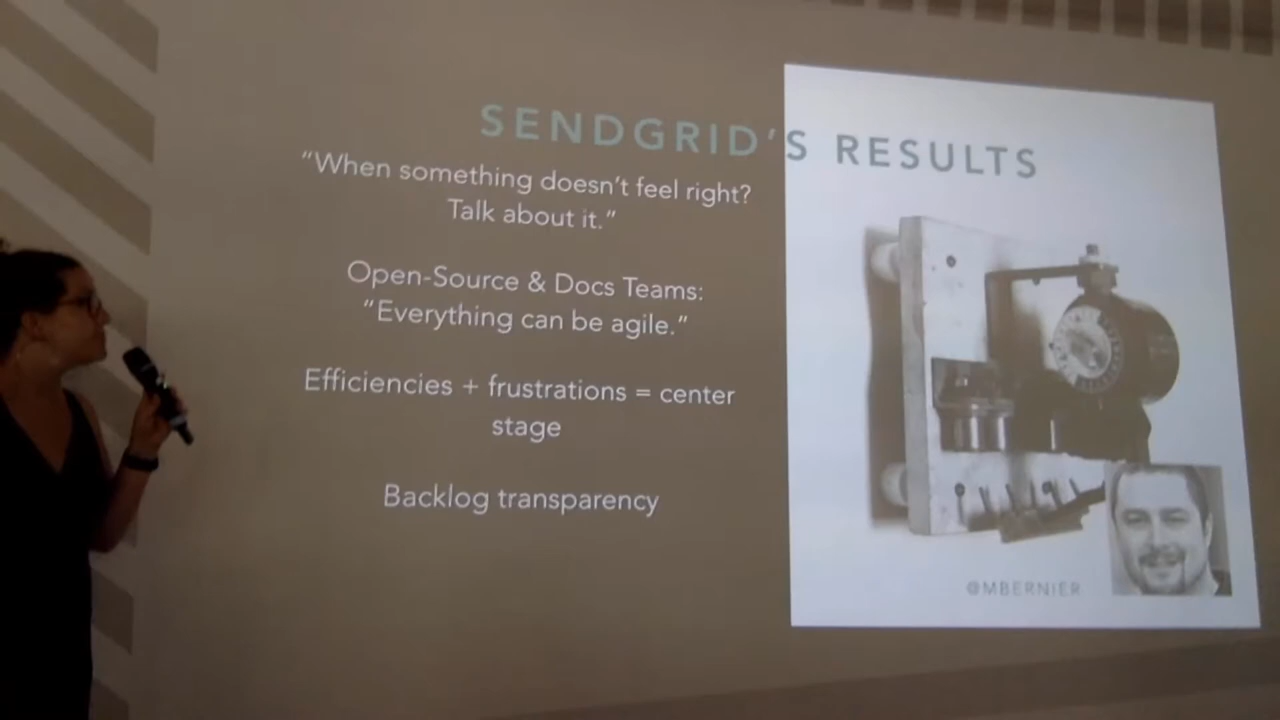 SENDGRID'S RESULTS
“When something doesn't feel right?
Talk about it.”
Open-Source & Docs Teams:
“Everything can be agile.”
Efficiencies + frustrations = center
stage
Backlog transparency
@MBERNIER